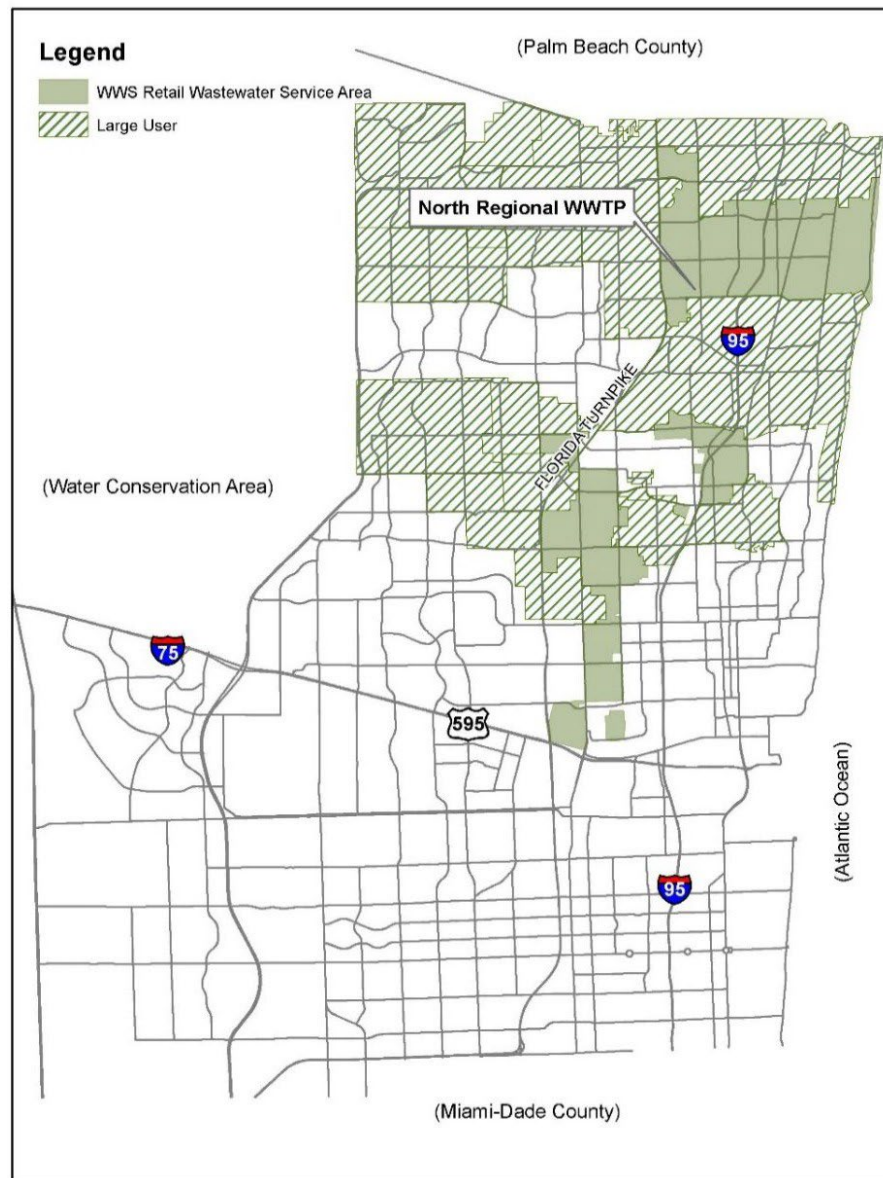 Legend
WWS Retail Wastewater Service Area
Large User
(Palm Beach County)
North Regional WWTP
95
FLORIDA TURNPIKE
(Water Conservation Area)
75
595
(Atlantic Ocean)
95
(Miami-Dade County)